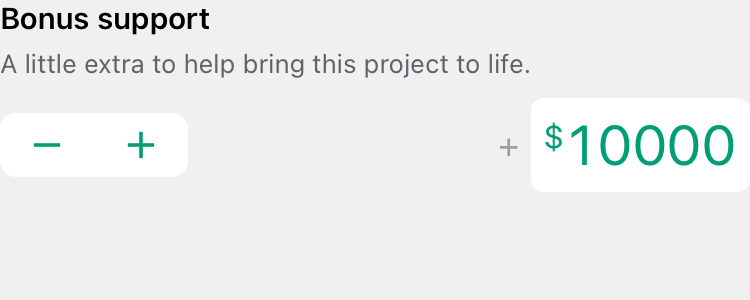 Bonus support
A little extra to help bring this project to life.
− + + $10000